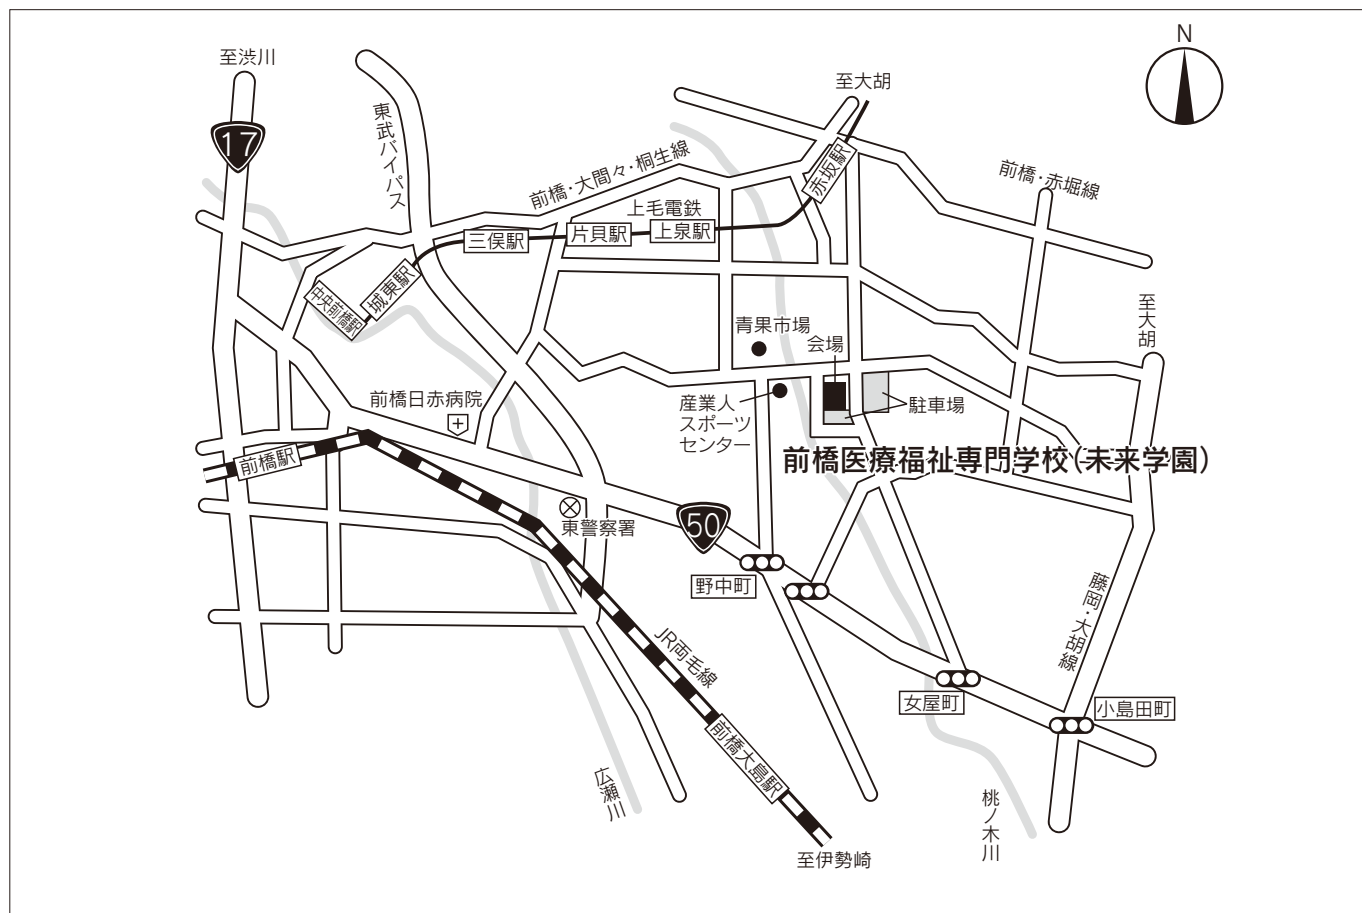 N
至渋川
17
東武バイパス
至大胡
前橋・大間々・桐生線
赤坂駅
前橋・赤堀線
上毛電鉄
三俣駅
片貝駅
上泉駅
城東駅
中央前橋駅
至大胡
青果市場
会場
前橋日赤病院
産業人
スポーツ
センター
駐車場
前橋駅
前橋医療福祉専門学校(未来学園)
50
東警察署
野中町
藤岡・大胡線
JR両毛線
女屋町
小島田町
前橋大島駅
広瀬川
桃ノ木川
至伊勢崎